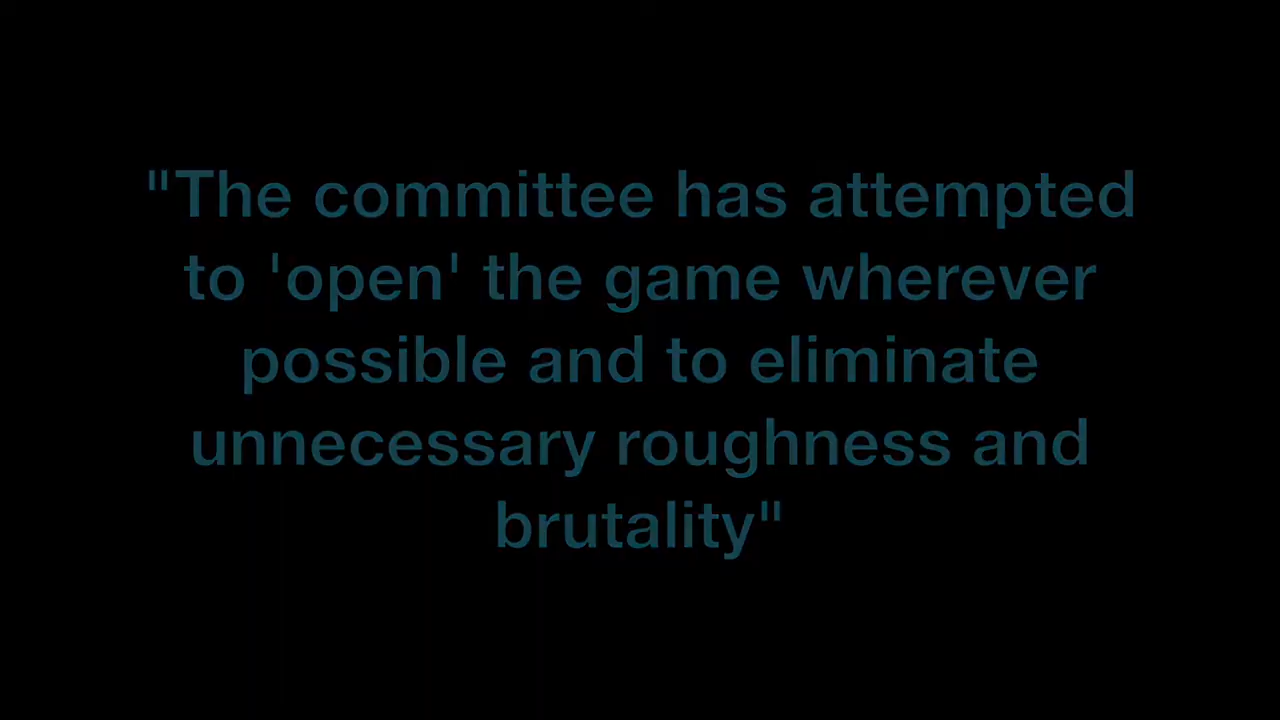 "The committee has attempted
to 'open' the game wherever
possible and to eliminate
unnecessary roughness and
brutality"